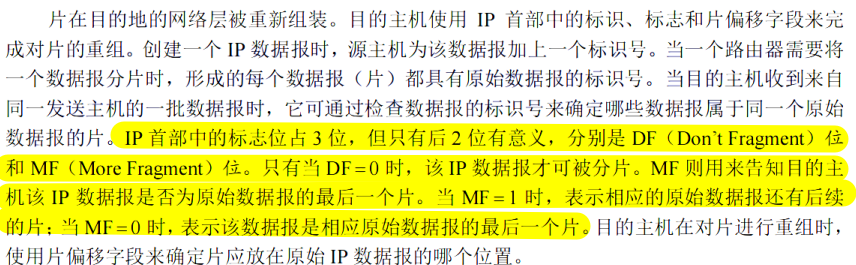 片在目的地的网络层被重新组装。目的主机使用 IP 首部中的标识、标志和片偏移字段来完
成对片的重组。创建一个 IP 数据报时，源主机为该数据报加上一个标识号。当一个路由器需要将
一个数据报分片时，形成的每个数据报（片）都具有原始数据报的标识号。当目的主机收到来自
同一发送主机的一批数据报时，它可通过检查数据报的标识号来确定哪些数据报属于同一个原始
数据报的片。IP 首部中的标志位占 3 位，但只有后 2 位有意义，分别是 DF（Don't Fragment）位
和 MF（More Fragment）位。只有当 DF = 0 时，该 IP 数据报才可被分片。MF 则用来告知目的主
机该 IP 数据报是否为原始数据报的最后一个片。当 MF = 1 时，表示相应的原始数据报还有后续
的片；当 MF = 0 时，表示该数据报是相应原始数据报的最后一个片。目的主机在对片进行重组时，
使用片偏移字段来确定片应放在原始 IP 数据报的哪个位置。